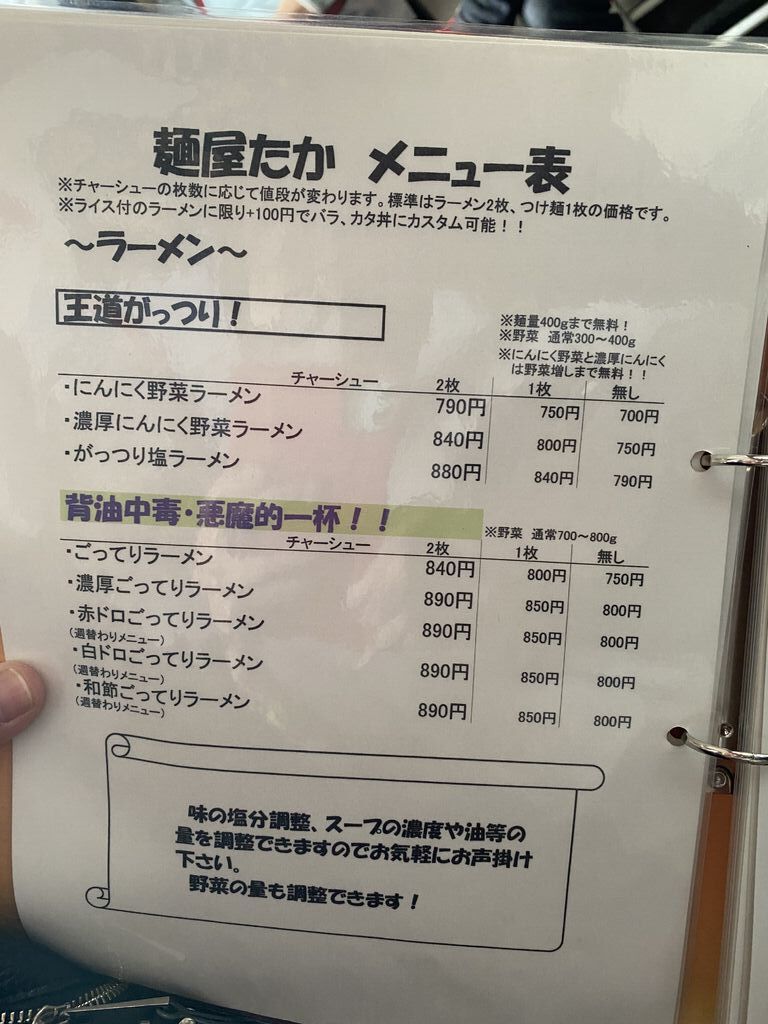 麺屋たか　メニュー表
※チャーシューの枚数に応じて値段が変わります。標準はラーメン2枚、つけ麺1枚の価格です。
※ライス付のラーメンに限り+100円でバラ、カタ丼にカスタム可能！！
～ラーメン～
王道がっつり！
※麺量400gまで無料！
※野菜　通常300～400g
※にんにく野菜と濃厚にんにく
は野菜増しまで無料！！
チャーシュー　2枚　1枚　無し
・にんにく野菜ラーメン　790円　750円　700円
・濃厚にんにく野菜ラーメン　840円　800円　750円
・がっつり塩ラーメン　880円　840円　790円
背油中毒・悪魔的一杯！！
※野菜　通常700～800g
チャーシュー　2枚　1枚　無し
・ごってりラーメン　840円　800円　750円
・濃厚ごってりラーメン　890円　850円　800円
・赤ドロごってりラーメン　890円　850円　800円
（週替わりメニュー）
・白ドロごってりラーメン　890円　850円　800円
（週替わりメニュー）
・和節ごってりラーメン　890円　850円　800円
（週替わりメニュー）
味の塩分調整、スープの濃度や油等の
量を調整できますのでお気軽にお声掛け
下さい。
野菜の量も調整できます！